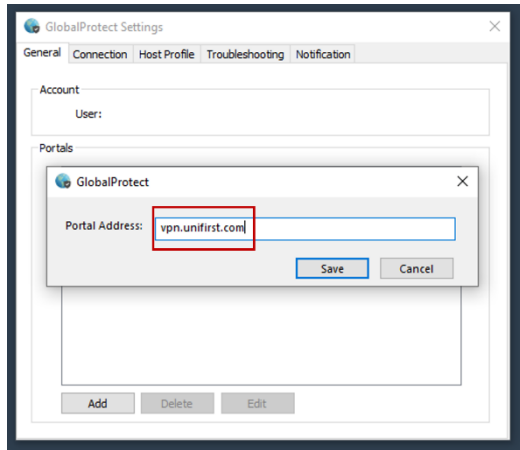 GlobalProtect Settings
General Connection Host Profile Troubleshooting Notification
Account
User:
Portals
GlobalProtect
Portal Address: vpn.unifirst.com
Save Cancel
Add Delete Edit